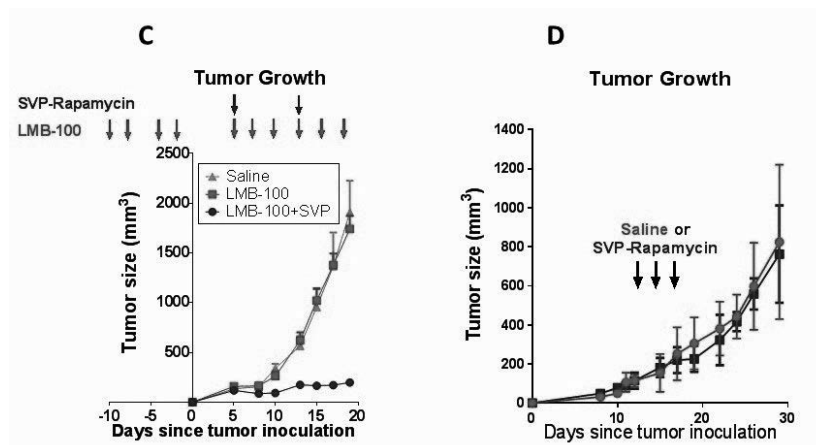 C
Tumor Growth
SVP-Rapamycin
LMB-100
2500
2000
1500
1000
500
0
Tumor size (mm³)
Saline
LMB-100
LMB-100+SVP
-10 -5 0 5 10 15 20
Days since tumor inoculation
D
Tumor Growth
1400
1200
1000
800
600
400
200
0
Tumor size (mm³)
Saline or
SVP-Rapamycin
0 10 20 30
Days since tumor inoculation